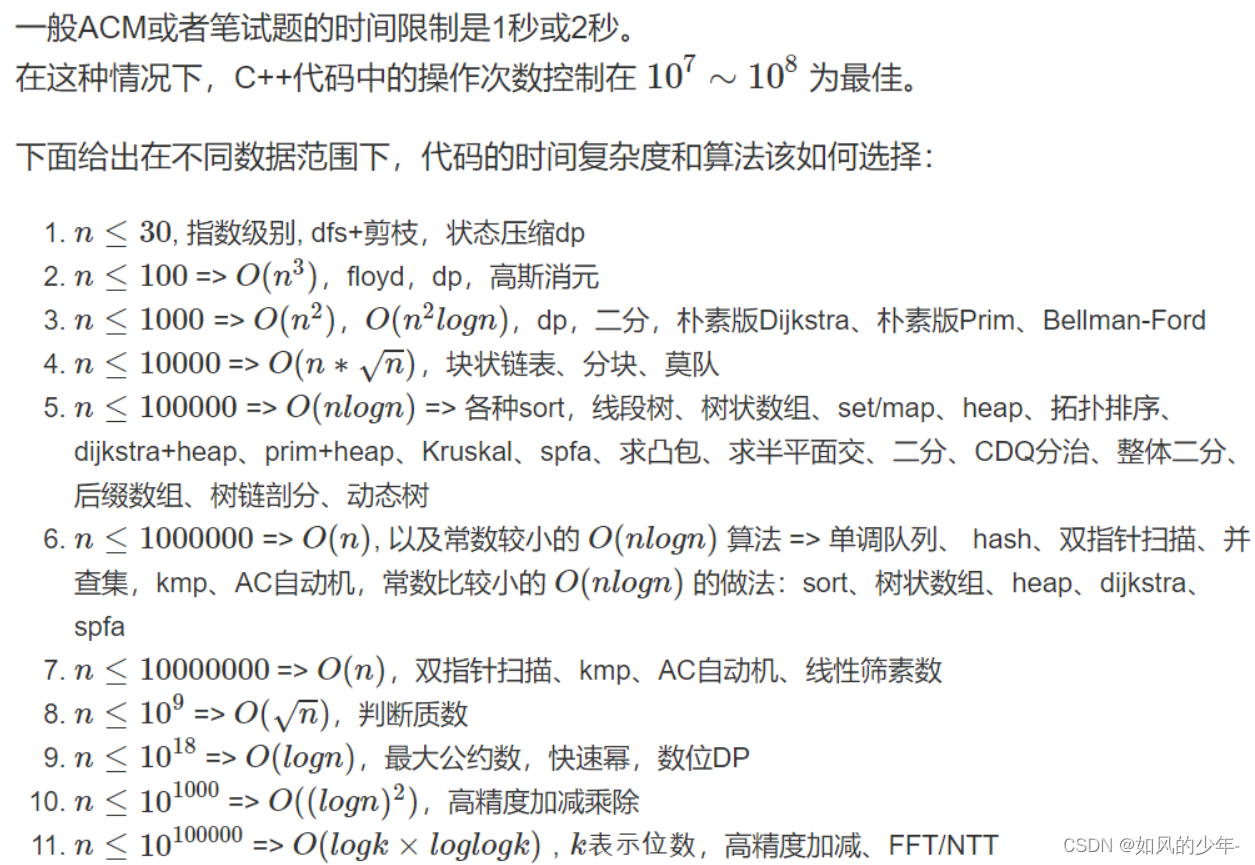 一般ACM或者笔试题的时间限制是1秒或2秒。
在这种情况下，C++代码中的操作次数控制在 10^7 ∼ 10^8 为最佳。
下面给出在不同数据范围下，代码的时间复杂度和算法该如何选择：
1. n ≤ 30, 指数级别, dfs+剪枝，状态压缩dp
2. n ≤ 100 => O(n^3)，floyd，dp，高斯消元
3. n ≤ 1000 => O(n^2)，O(n^2logn)，dp，二分，朴素版Dijkstra、朴素版Prim、Bellman-Ford
4. n ≤ 10000 => O(n * √n)，块状链表、分块、莫队
5. n ≤ 100000 => O(nlogn) => 各种sort，线段树、树状数组、set/map、heap、拓扑排序、
dijkstra+heap、prim+heap、Kruskal、spfa、求凸包、求半平面交、二分、CDQ分治、整体二分、
后缀数组、树链剖分、动态树
6. n ≤ 1000000 => O(n), 以及常数较小的 O(nlogn) 算法 => 单调队列、 hash、双指针扫描、并
查集，kmp、AC自动机，常数比较小的 O(nlogn) 的做法：sort、树状数组、heap、dijkstra、
spfa
7. n ≤ 10000000 => O(n)，双指针扫描、kmp、AC自动机、线性筛素数
8. n ≤ 10^9 => O(√n)，判断质数
9. n ≤ 10^18 => O(logn)，最大公约数，快速幂，数位DP
10. n ≤ 10^1000 => O((logn)^2)，高精度加减乘除
11. n ≤ 10^100000 => O(logk × loglogk)，k表示位数，高精度加减、FFT/NTT
CSDN @如风的少年-